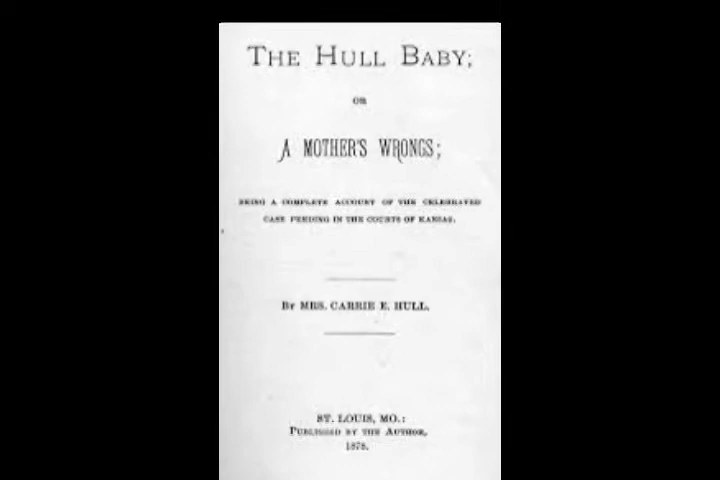 THE HULL BABY;
OR
A MOTHER'S WRONGS;
BEING A COMPLETE ACCOUNT OF THE CELEBRATED
CASE PENDING IN THE COURTS OF KANSAS.
BY MRS. CARRIE E. HULL.
ST. LOUIS, MO.:
PUBLISHED BY THE AUTHOR,
1878.